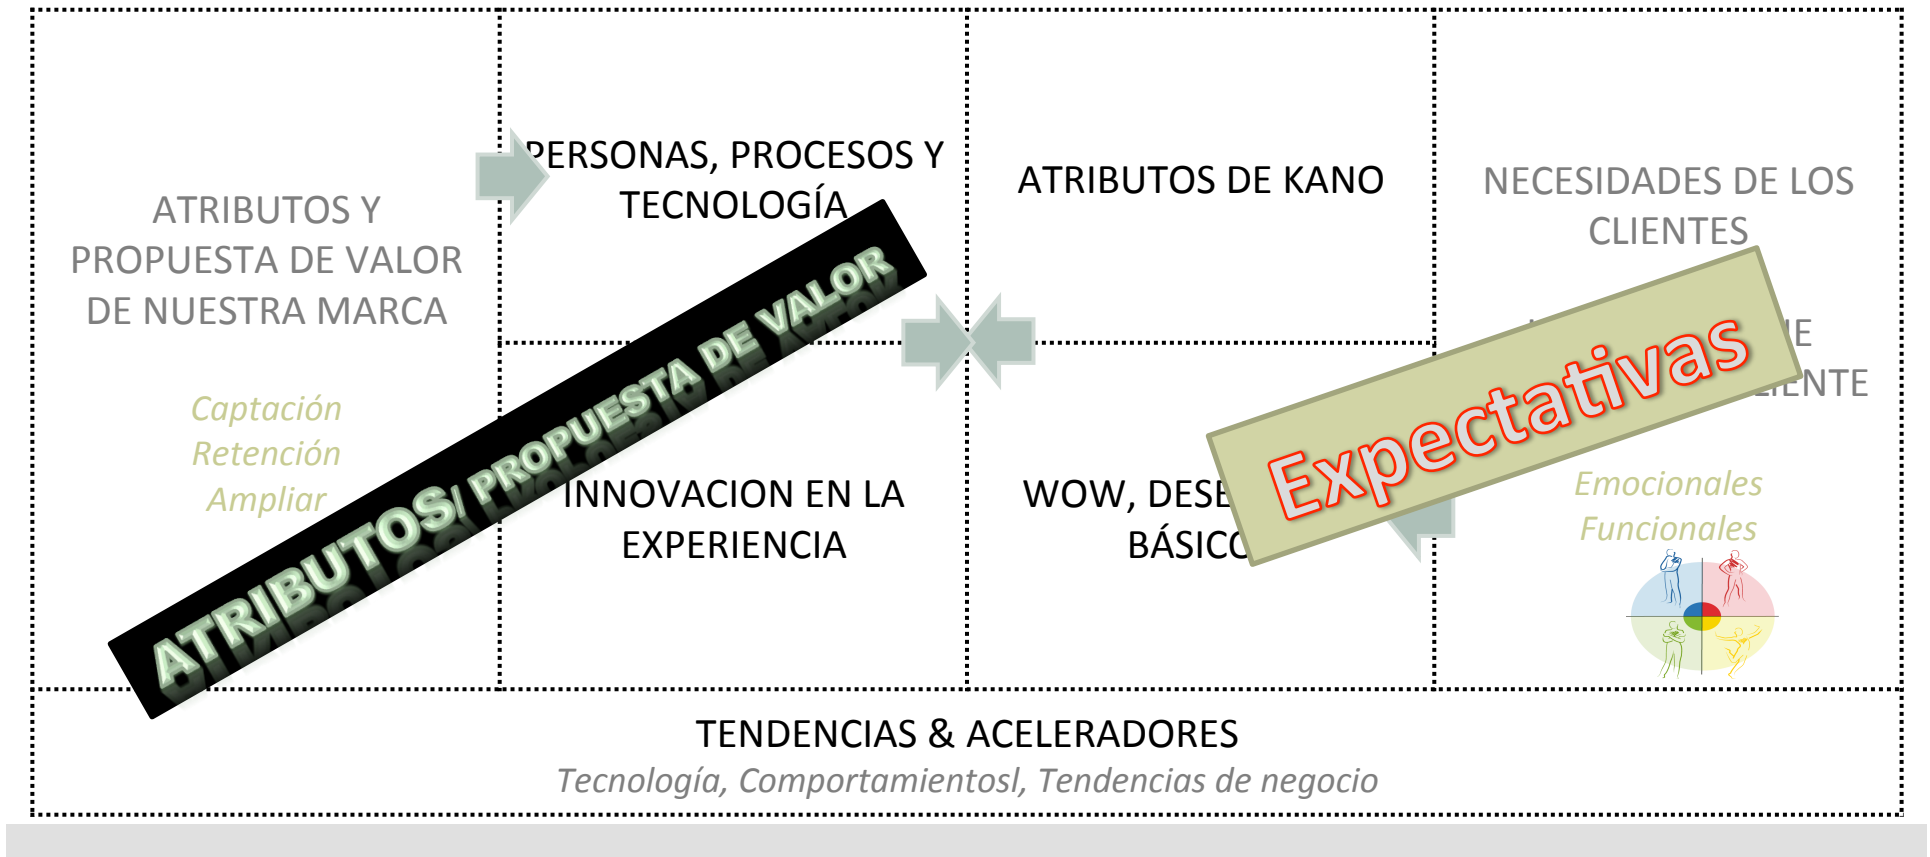 ATRIBUTOS Y
PROPUESTA DE VALOR
DE NUESTRA MARCA
Captación
Retención
Ampliar
PERSONAS, PROCESOS Y
TECNOLOGÍA
INNOVACION EN LA
EXPERIENCIA
ATRIBUTOS/ PROPUESTA DE VALOR
ATRIBUTOS DE KANO
WOW,
NECESIDADES DE LOS
CLIENTES
Expectativas
Emocionales
Funcionales
TENDENCIAS & ACELERADORES
Tecnología, Comportamientosl, Tendencias de negocio